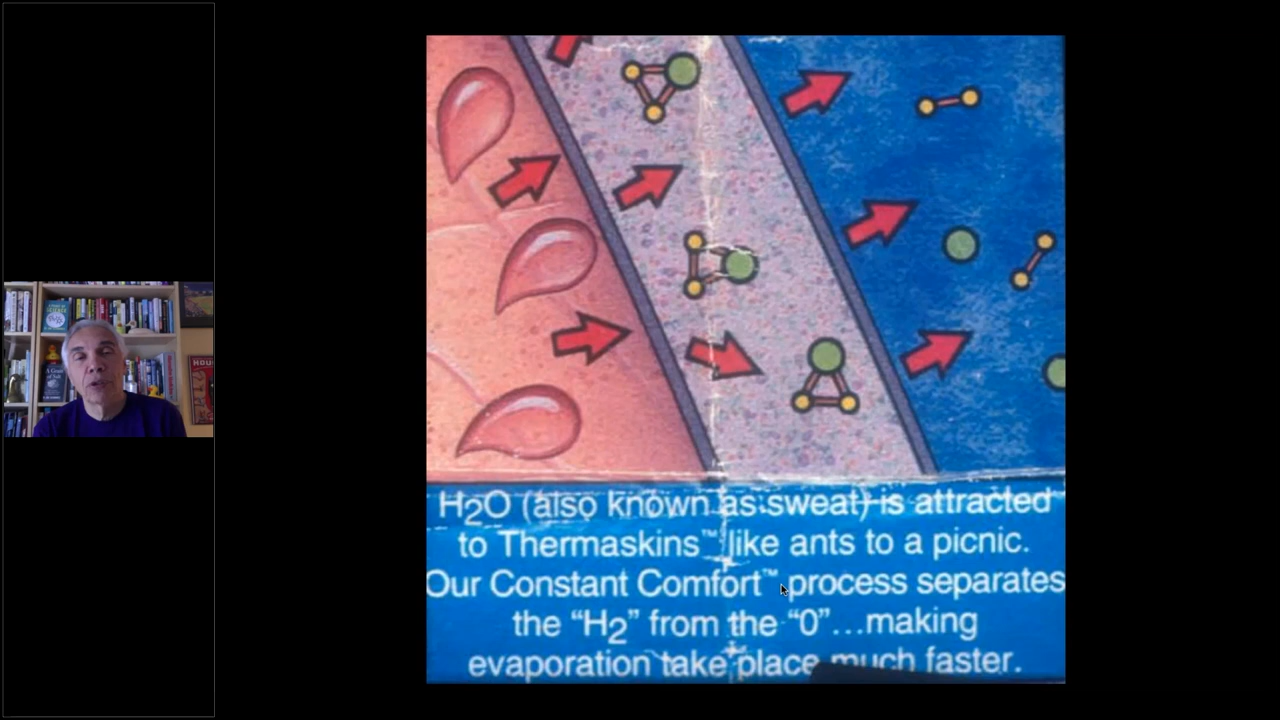 H2O (also known as sweat) is attracted
to Thermaskins™ like ants to a picnic.
Our Constant Comfort™ process separates
the “H2” from the “0”...making
evaporation take place much faster.